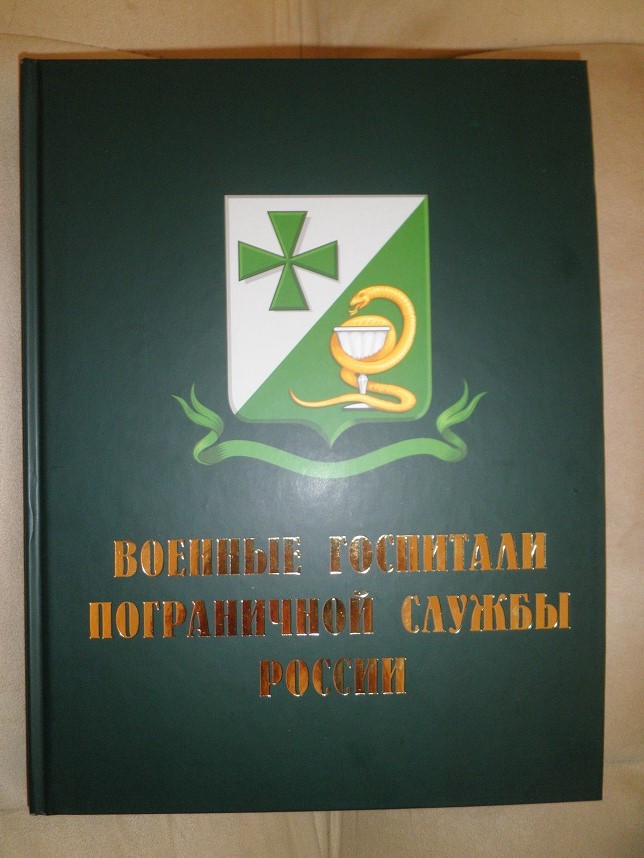 ВОЕННЫЕ ГОСПИТАЛИ
ПОГРАНИЧНОЙ СЛУЖБЫ
РОССИИ